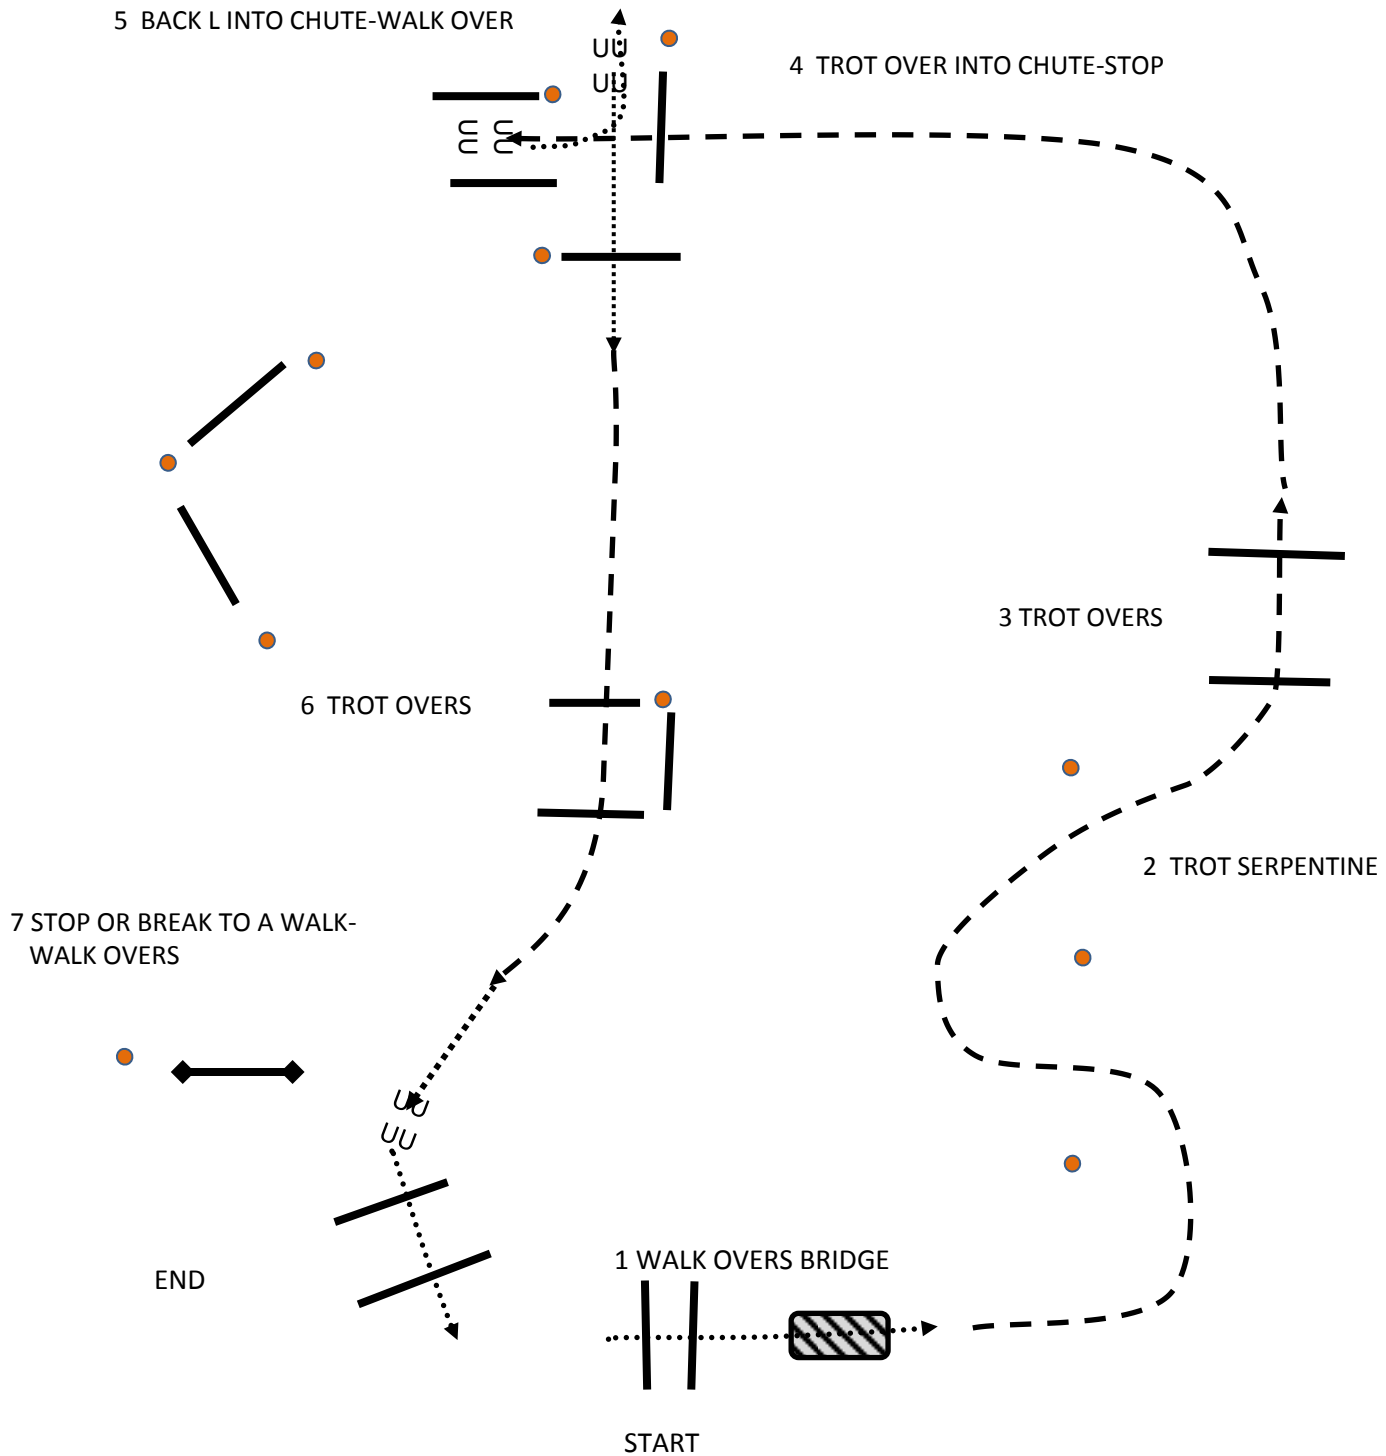 5 BACK L INTO CHUTE-WALK OVER
4 TROT OVER INTO CHUTE-STOP
3 TROT OVERS
6 TROT OVERS
2 TROT SERPENTINE
7 STOP OR BREAK TO A WALK-
WALK OVERS
1 WALK OVERS BRIDGE
END
START